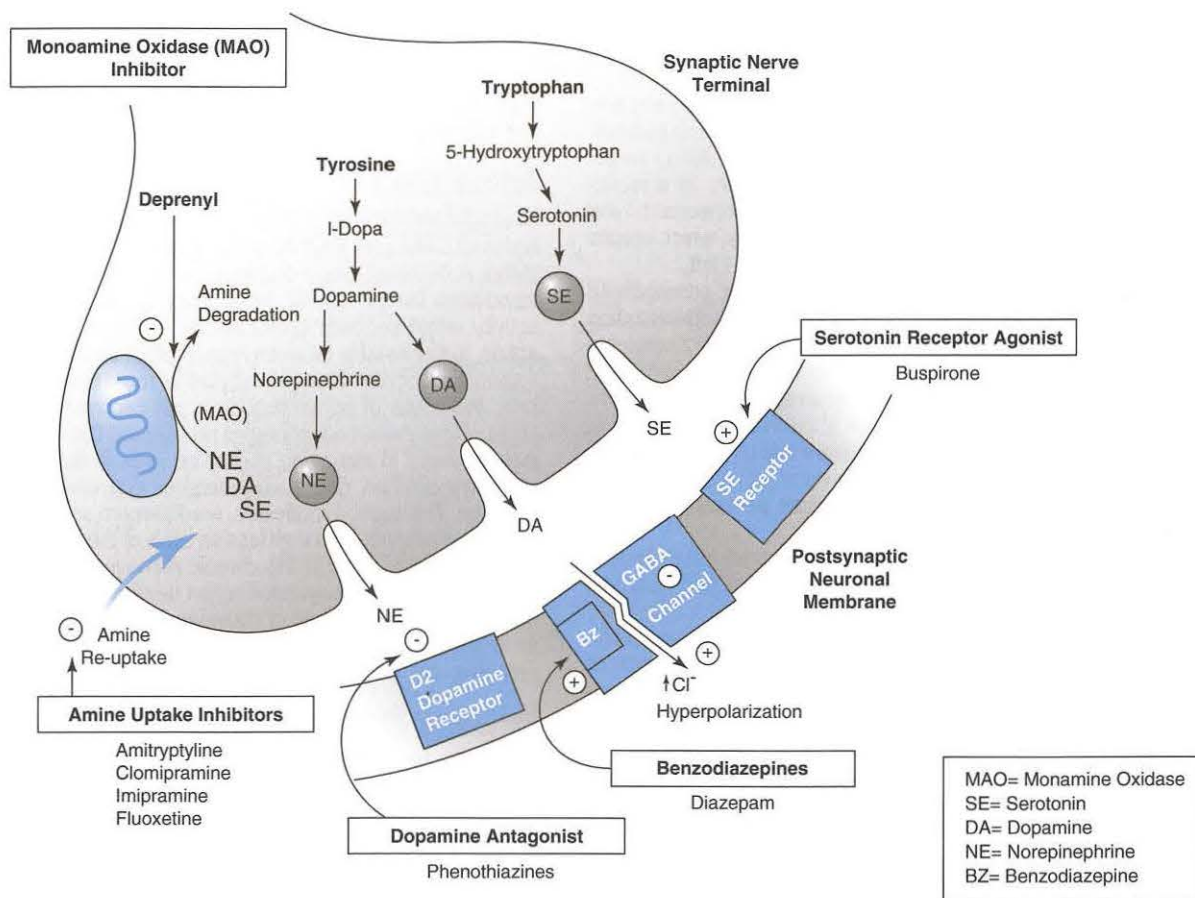 Monoamine Oxidase (MAO)
Inhibitor
Synaptic Nerve
Terminal
Tryptophan
5-Hydroxytryptophan
Serotonin
SE
SE
Tyrosine
l-Dopa
Dopamine
DA
DA
Norepinephrine
NE
NE
Deprenyl
-
Amine
Degradation
(MAO)
NE
DA
SE
-
Amine
Re-uptake
Amine Uptake Inhibitors
Amitryptyline
Clomipramine
Imipramine
Fluoxetine
Serotonin Receptor Agonist
Buspirone
+
SE
Receptor
Postsynaptic
Neuronal
Membrane
GABA
-
Channel
Bz
+
+
↑Cl⁻
Hyperpolarization
-
D2
Dopamine
Receptor
Benzodiazepines
Diazepam
Dopamine Antagonist
Phenothiazines
MAO= Monamine Oxidase
SE= Serotonin
DA= Dopamine
NE= Norepinephrine
BZ= Benzodiazepine